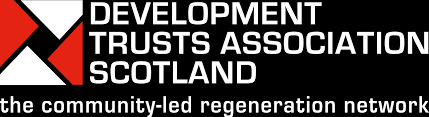 DEVELOPMENT
TRUSTS ASSOCIATION
SCOTLAND
the community-led regeneration network